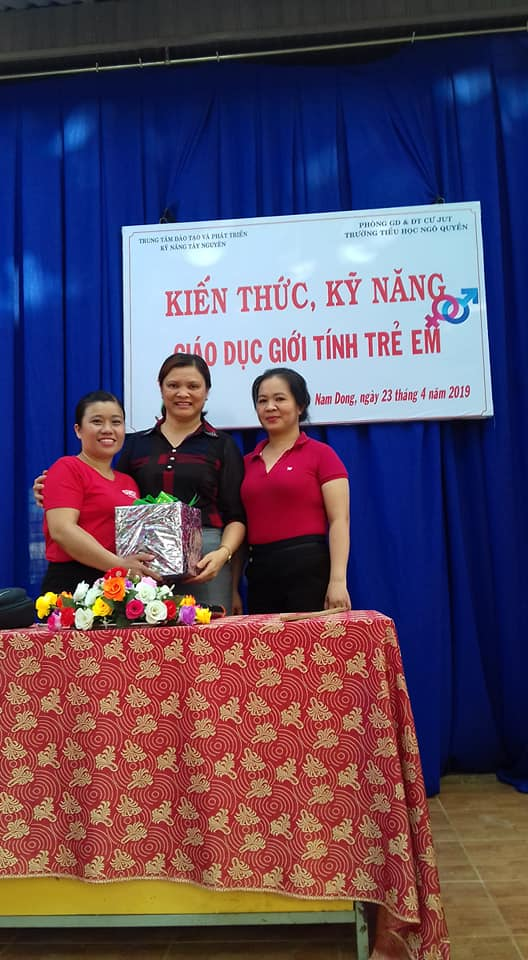 TRUNG TÂM ĐÀO TẠO VÀ PHÁT TRIỂN
KỸ NĂNG TÂY NGUYÊN
PHÒNG GD & ĐT CƯ JUT
TRƯỜNG TIỂU HỌC NGÔ QUYỀN
KIẾN THỨC, KỸ NĂNG
GIÁO DỤC GIỚI TÍNH TRẺ EM
Nam Dong, ngày 23 tháng 4 năm 2019